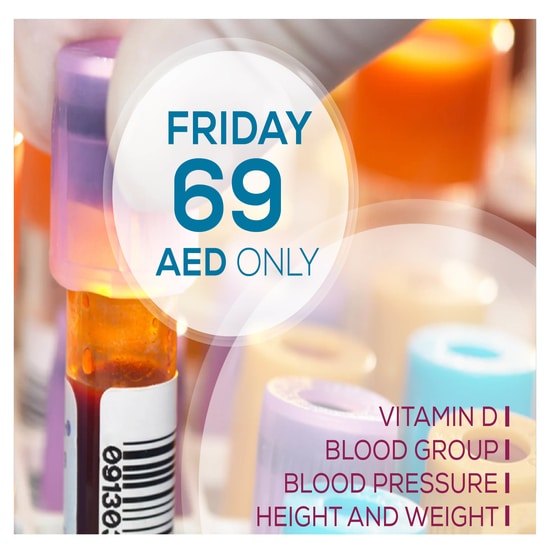 FRIDAY
69
AED ONLY
VITAMIN D
BLOOD GROUP
BLOOD PRESSURE
HEIGHT AND WEIGHT